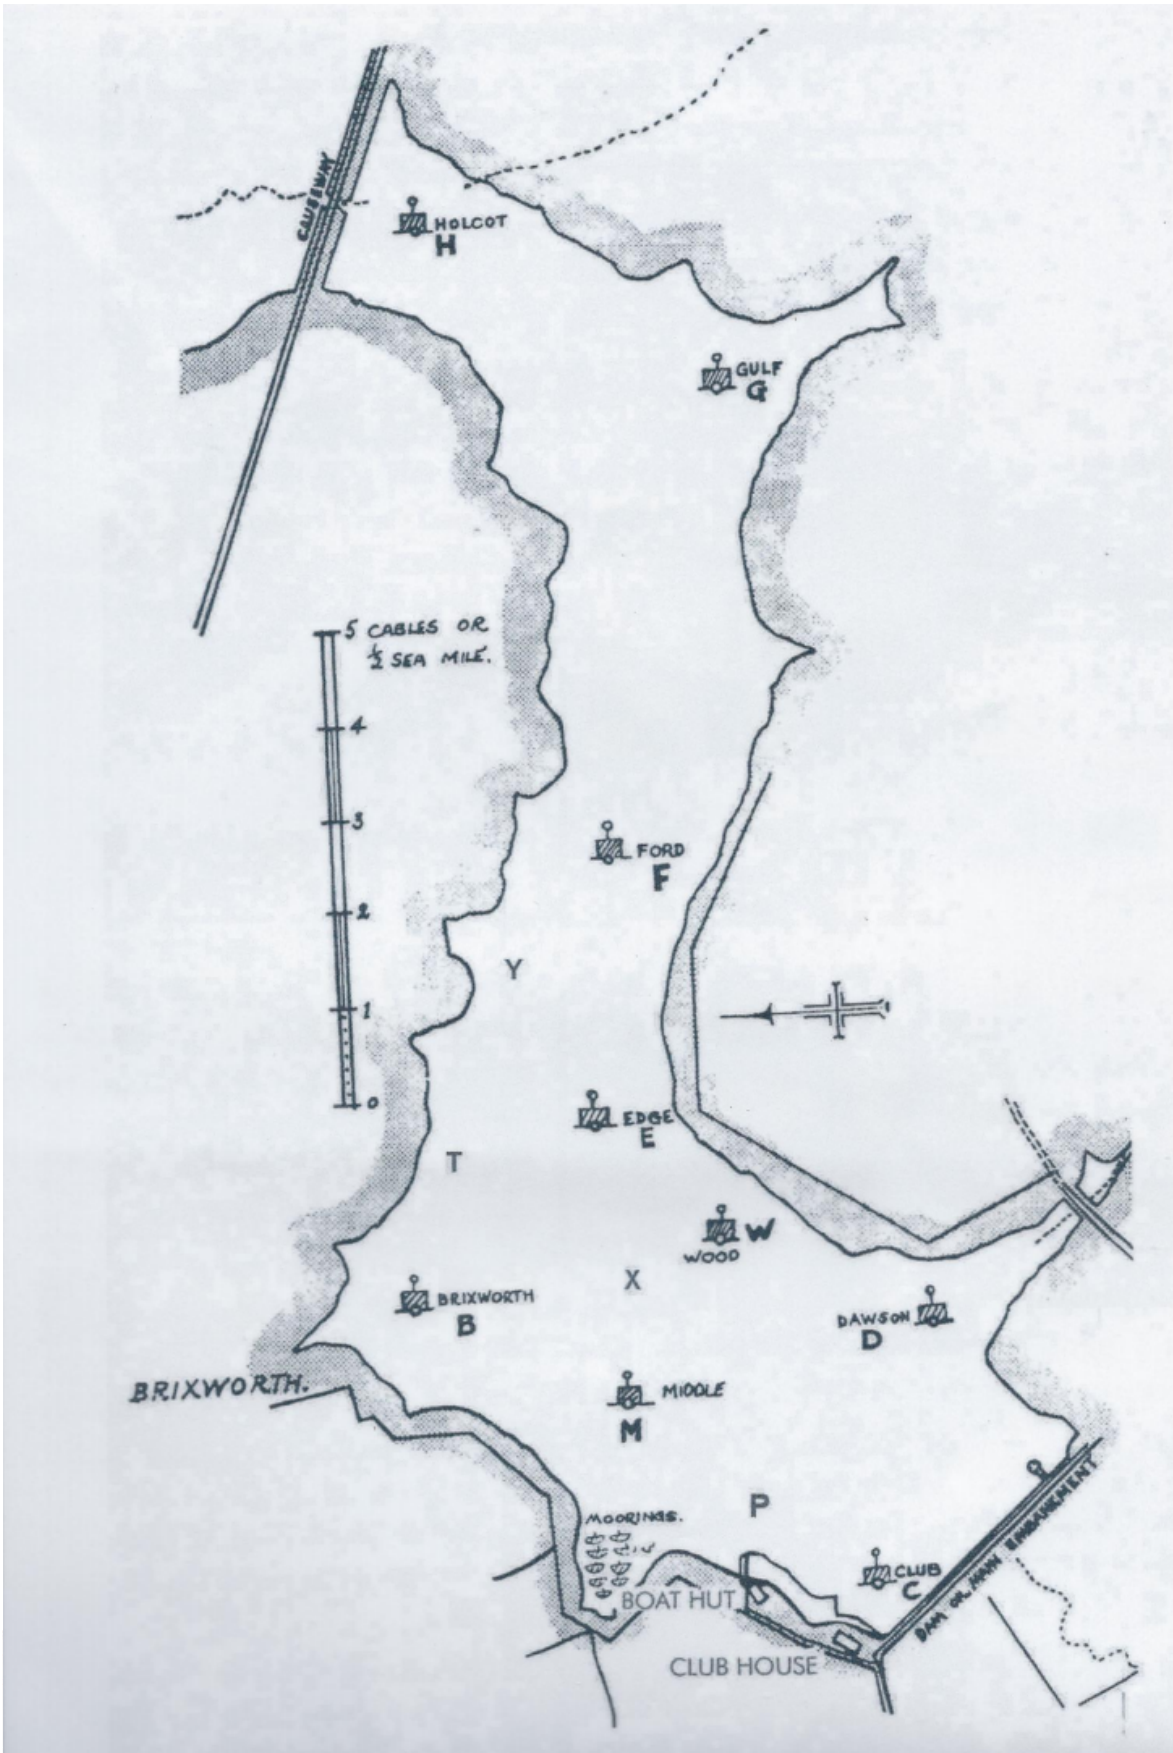 CAUSEWAY
HOLCOT
H
GULF
G
5 CABLES OR
½ SEA MILE.
4
3
FORD
F
2
Y
1
0
EDGE
E
T
W
WOOD
X
BRIXWORTH
B
DAWSON
D
BRIXWORTH.
MIDDLE
M
P
MOORINGS.
CLUB
C
BOAT HUT
DAM OR MAIN EMBANKMENT
CLUB HOUSE